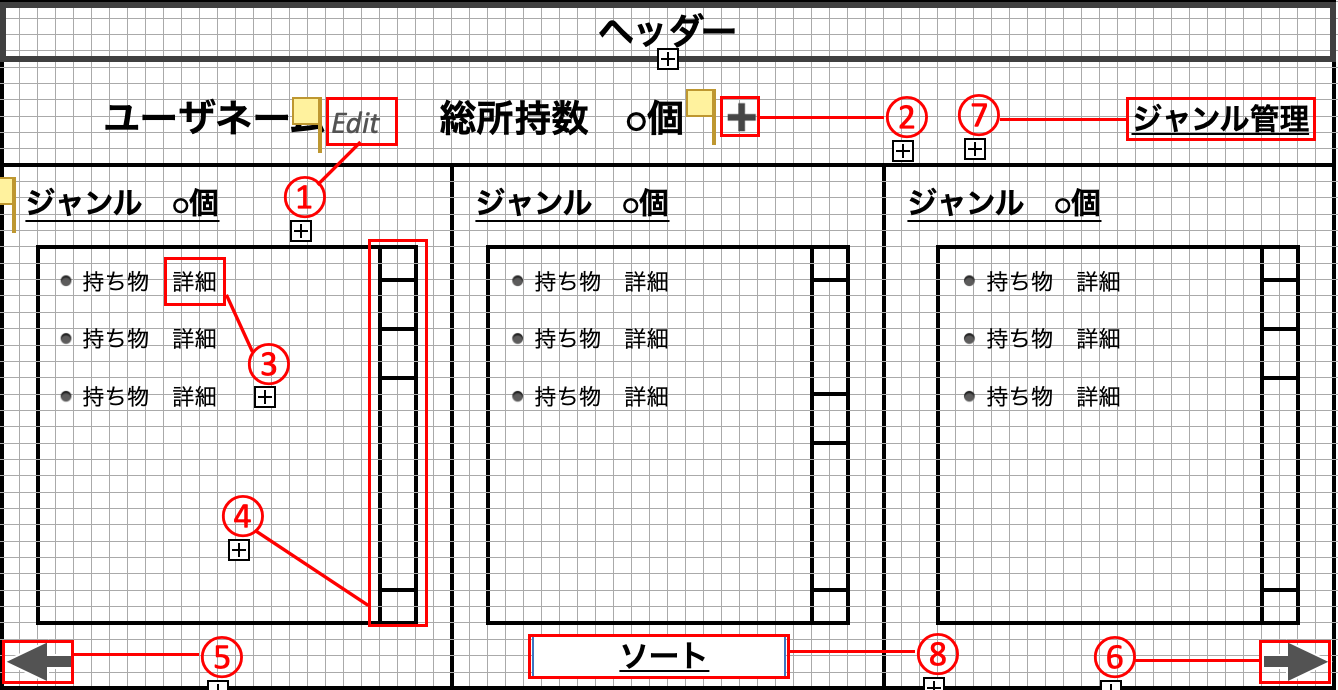 ヘッダー
ユーザネーム Edit 総所持数 ○個 ② ⑦ ジャンル管理
①
ジャンル ○個 ジャンル ○個 ジャンル ○個
持ち物 詳細 持ち物 詳細 持ち物 詳細
持ち物 詳細 持ち物 詳細 持ち物 詳細
③
持ち物 詳細 持ち物 詳細 持ち物 詳細
④
⑤ ソート ⑧ ⑥